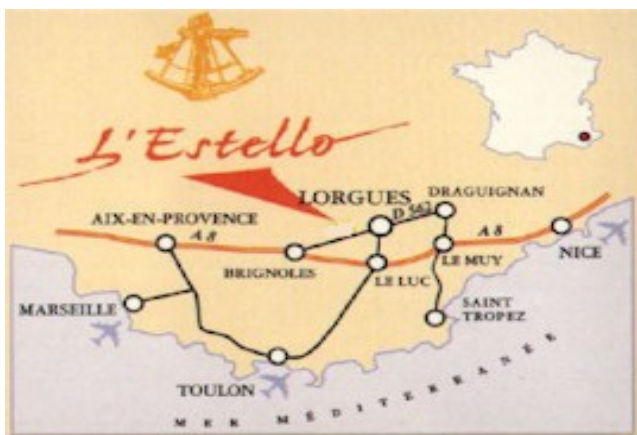 L'Estello
LORGUES
DRAGUIGNAN
D 562
AIX-EN-PROVENCE
A 8
A 8
BRIGNOLES
LE LUC
LE MUY
NICE
MARSEILLE
SAINT
TROPEZ
TOULON
MER MÉDITERRANÉE